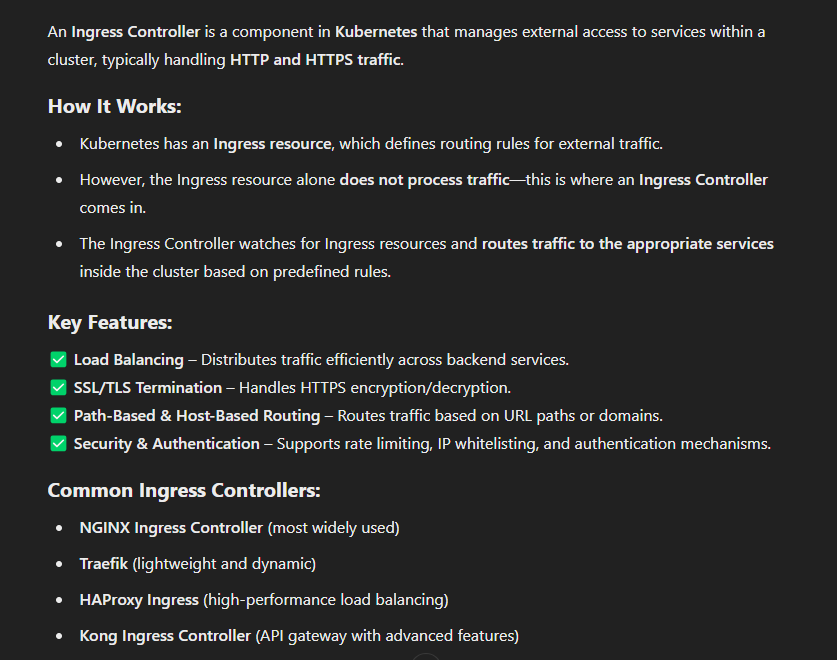 An Ingress Controller is a component in Kubernetes that manages external access to services within a
cluster, typically handling HTTP and HTTPS traffic.
How It Works:
• Kubernetes has an Ingress resource, which defines routing rules for external traffic.
• However, the Ingress resource alone does not process traffic—this is where an Ingress Controller
comes in.
• The Ingress Controller watches for Ingress resources and routes traffic to the appropriate services
inside the cluster based on predefined rules.
Key Features:
✅ Load Balancing – Distributes traffic efficiently across backend services.
✅ SSL/TLS Termination – Handles HTTPS encryption/decryption.
✅ Path-Based & Host-Based Routing – Routes traffic based on URL paths or domains.
✅ Security & Authentication – Supports rate limiting, IP whitelisting, and authentication mechanisms.
Common Ingress Controllers:
• NGINX Ingress Controller (most widely used)
• Traefik (lightweight and dynamic)
• HAProxy Ingress (high-performance load balancing)
• Kong Ingress Controller (API gateway with advanced features)